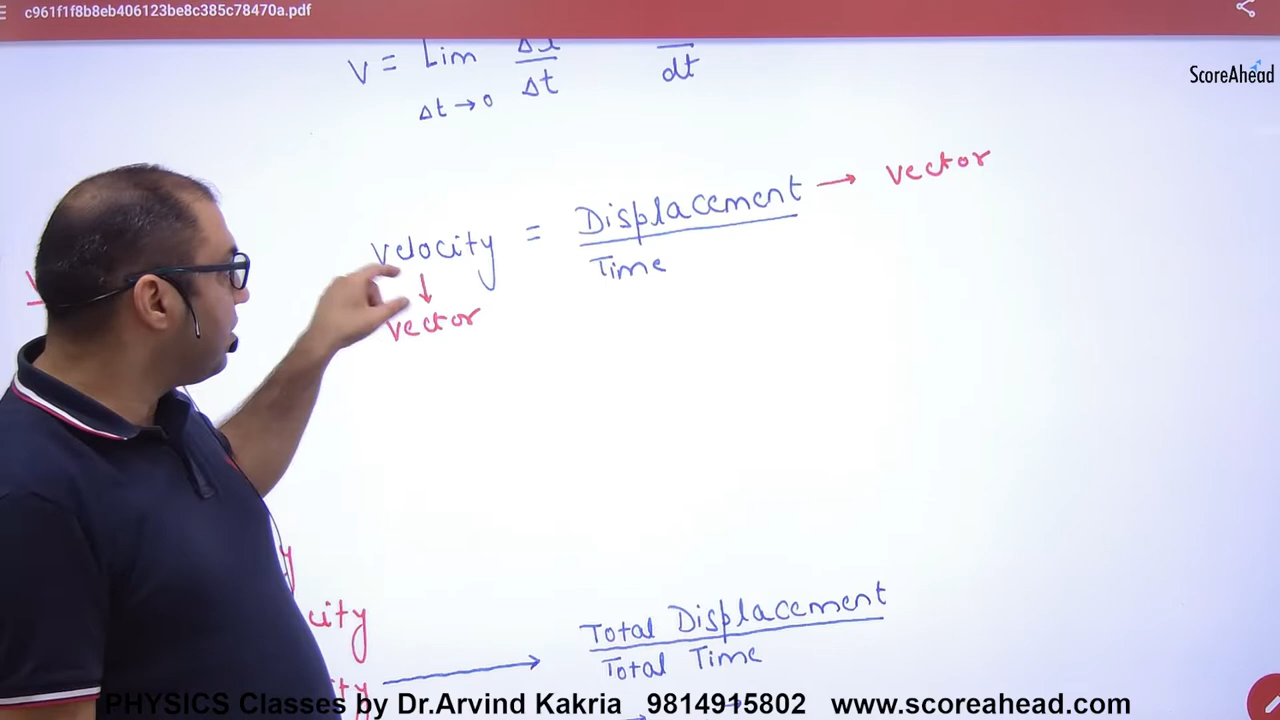 c961f1f8b8eb406123be8c385c78470a.pdf
ScoreAhead
V = Lim Δl/Δt
Δt → 0
dt
Velocity = Displacement → vector
Time
↓
vector
city
Total Displacement
Total Time
PHYSICS Classes by Dr.Arvind Kakria 9814915802 www.scoreahead.com